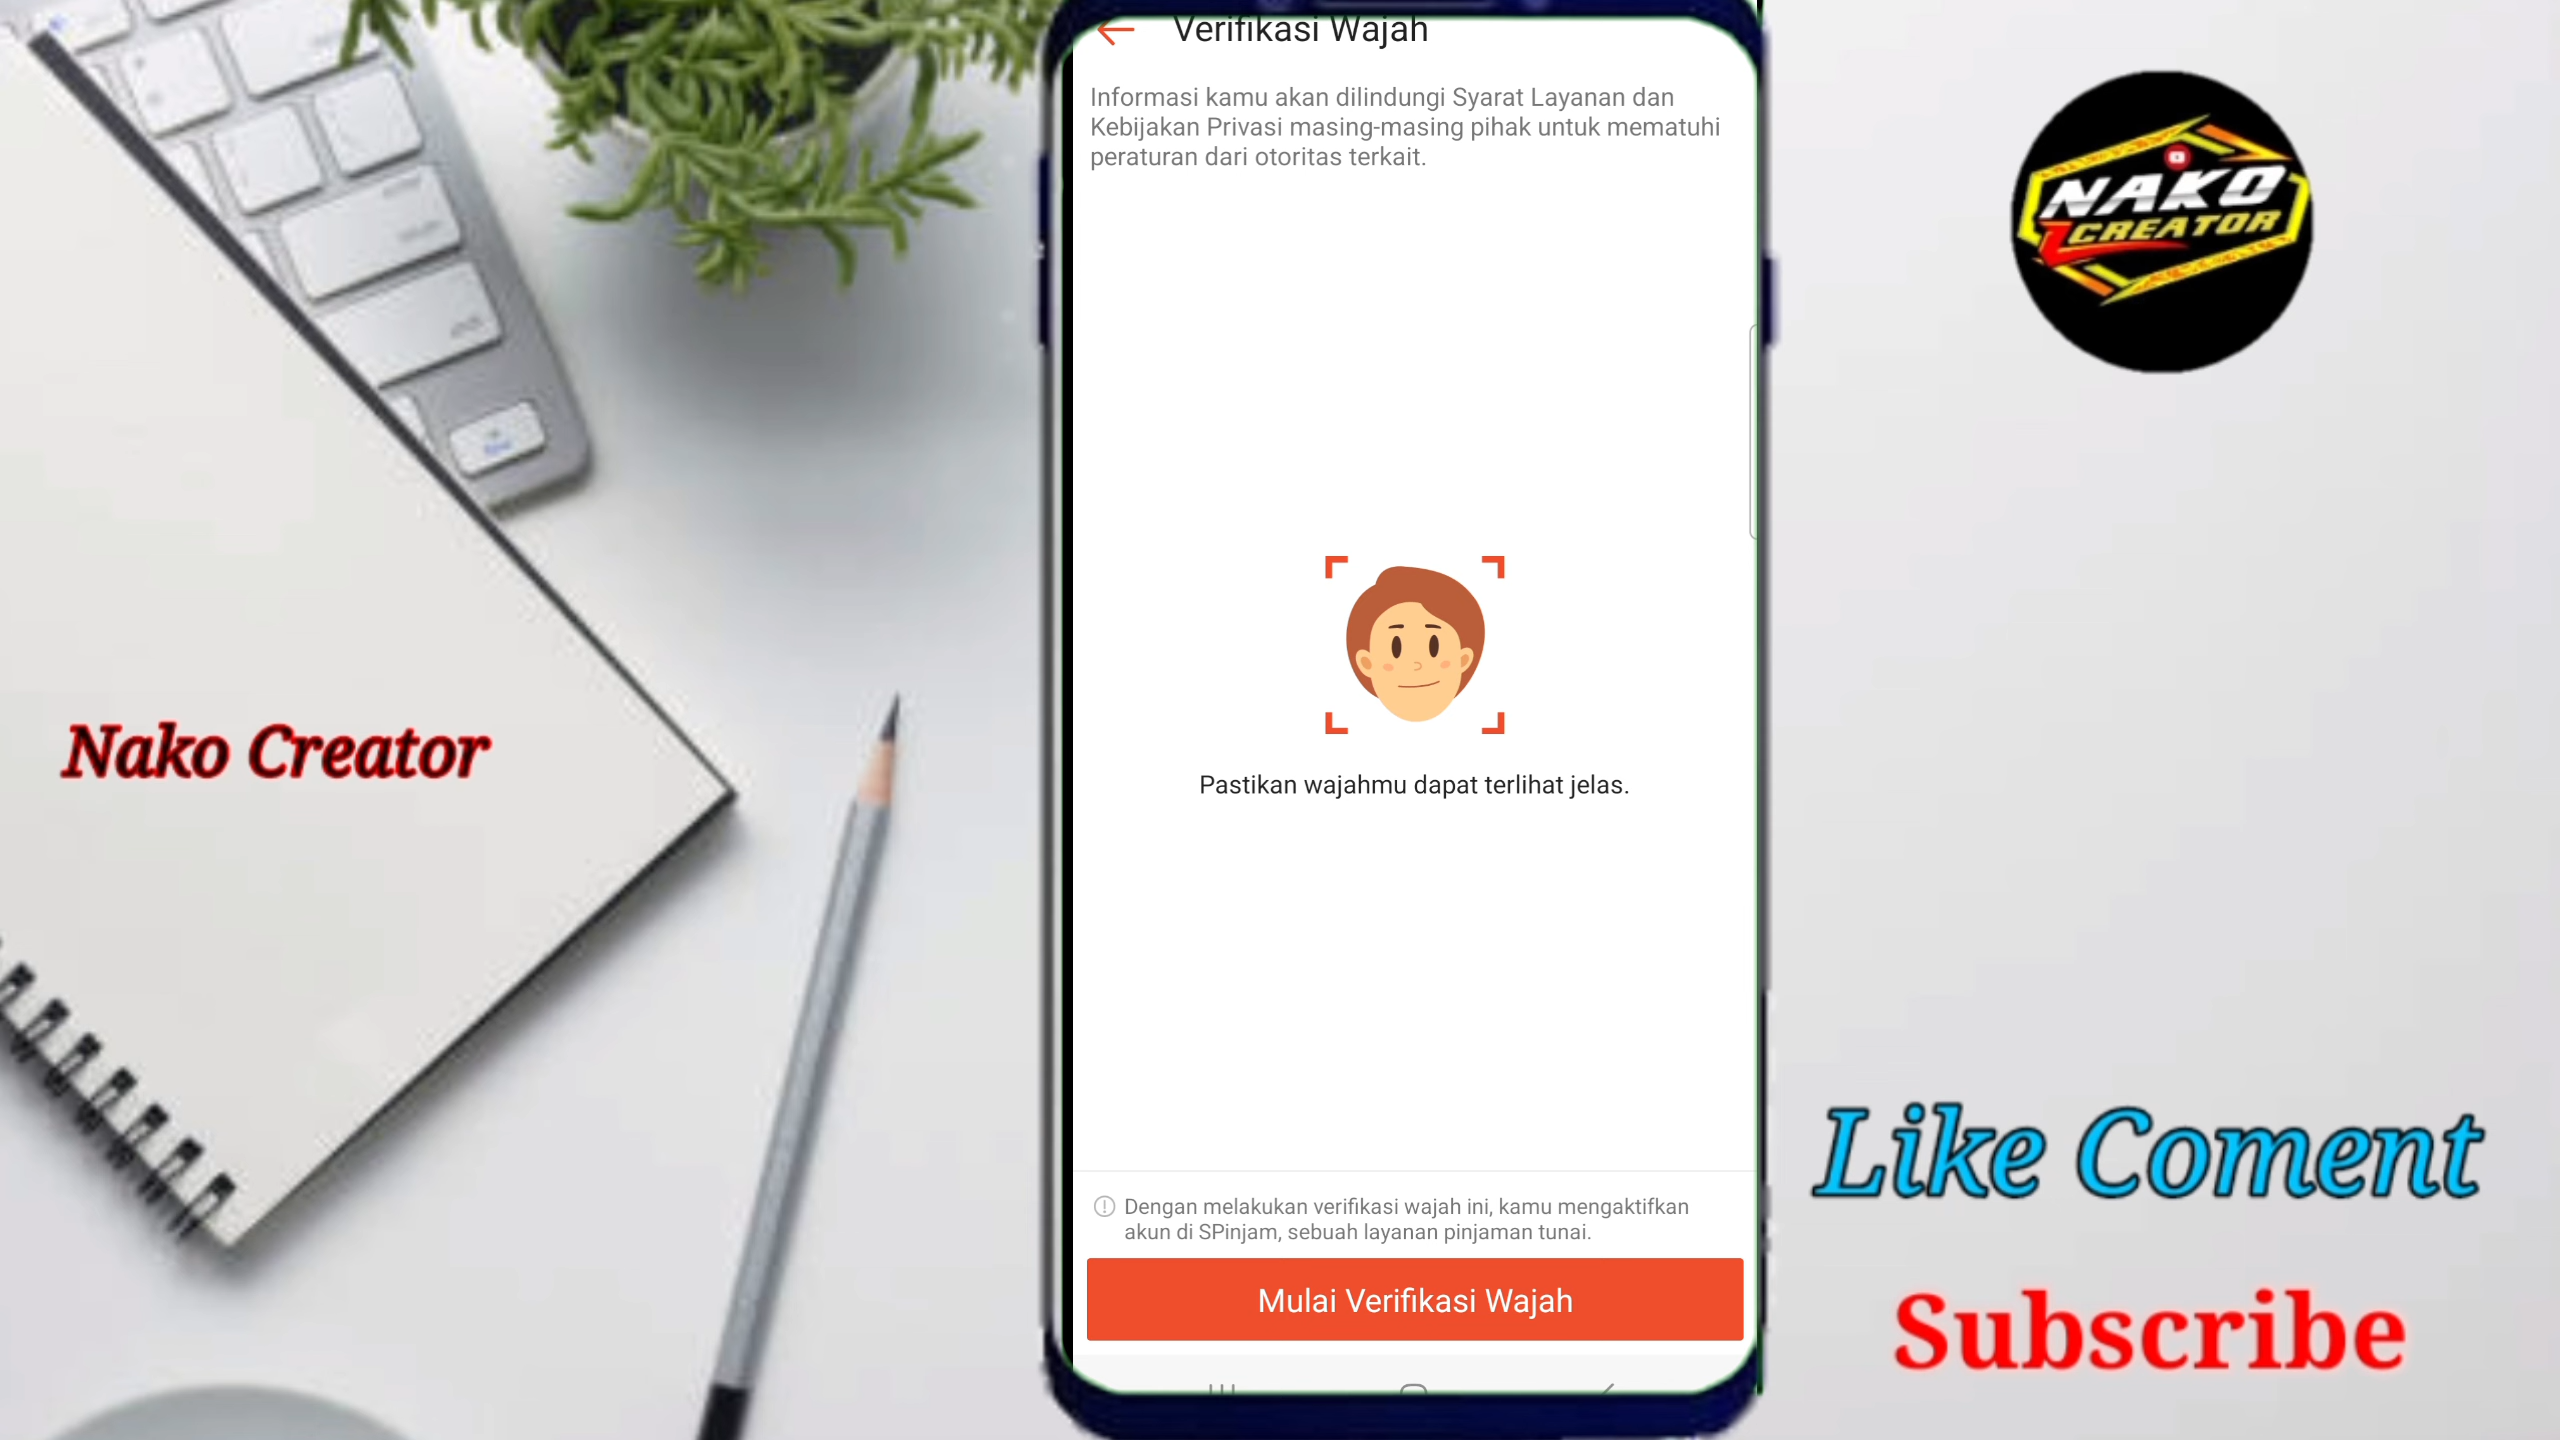 Verifikasi Wajah
Informasi kamu akan dilindungi Syarat Layanan dan
Kebijakan Privasi masing-masing pihak untuk mematuhi
peraturan dari otoritas terkait.
NAKO
CREATOR
Nako Creator
Pastikan wajahmu dapat terlihat jelas.
Dengan melakukan verifikasi wajah ini, kamu mengaktifkan
akun di SPinjam, sebuah layanan pinjaman tunai.
Mulai Verifikasi Wajah
Like Coment
Subscribe